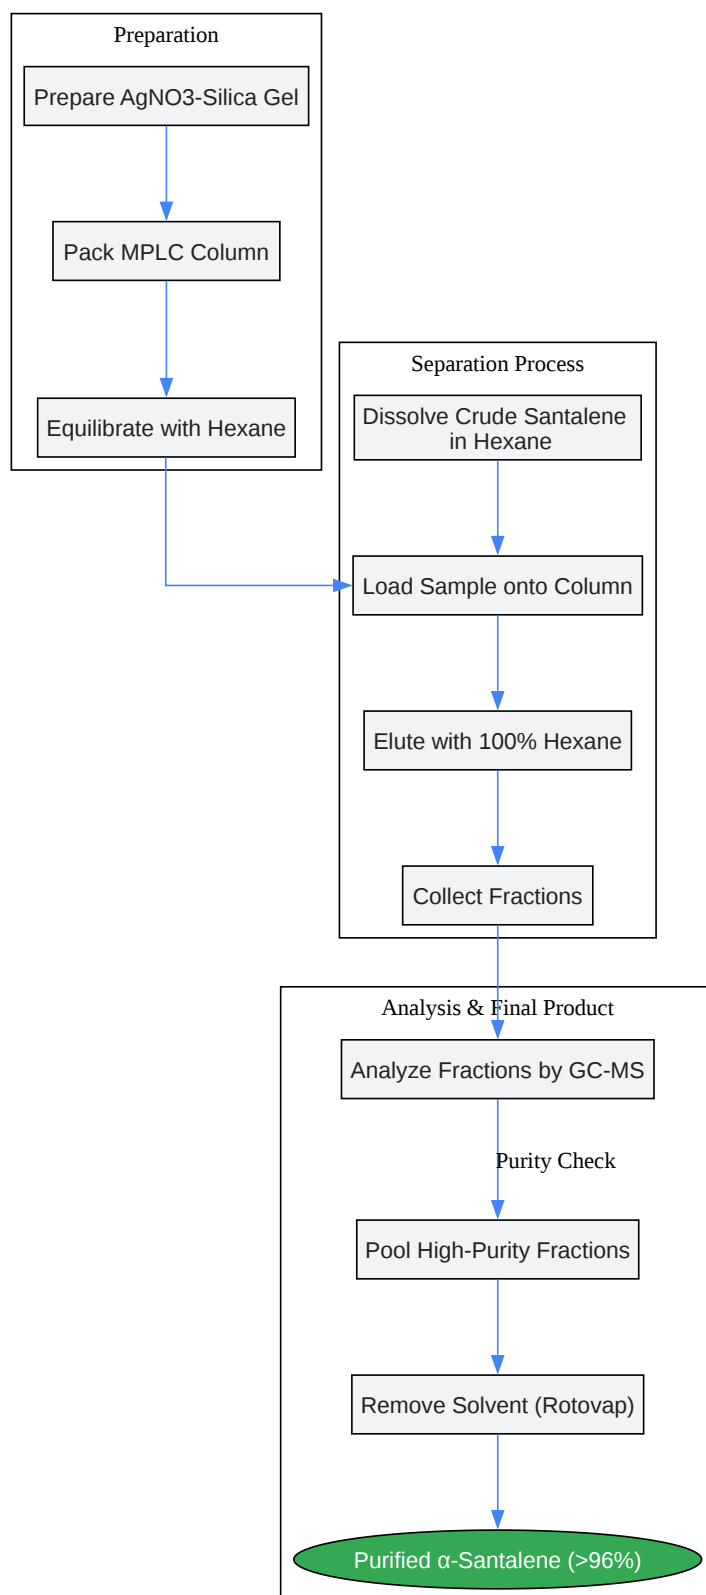 Preparation
Prepare AgNO3-Silica Gel
Pack MPLC Column
Equilibrate with Hexane
Separation Process
Dissolve Crude Santalene
in Hexane
Load Sample onto Column
Elute with 100% Hexane
Collect Fractions
Analysis & Final Product
Analyze Fractions by GC-MS
Purity Check
Pool High-Purity Fractions
Remove Solvent (Rotovap)
Purified α-Santalene (>96%)